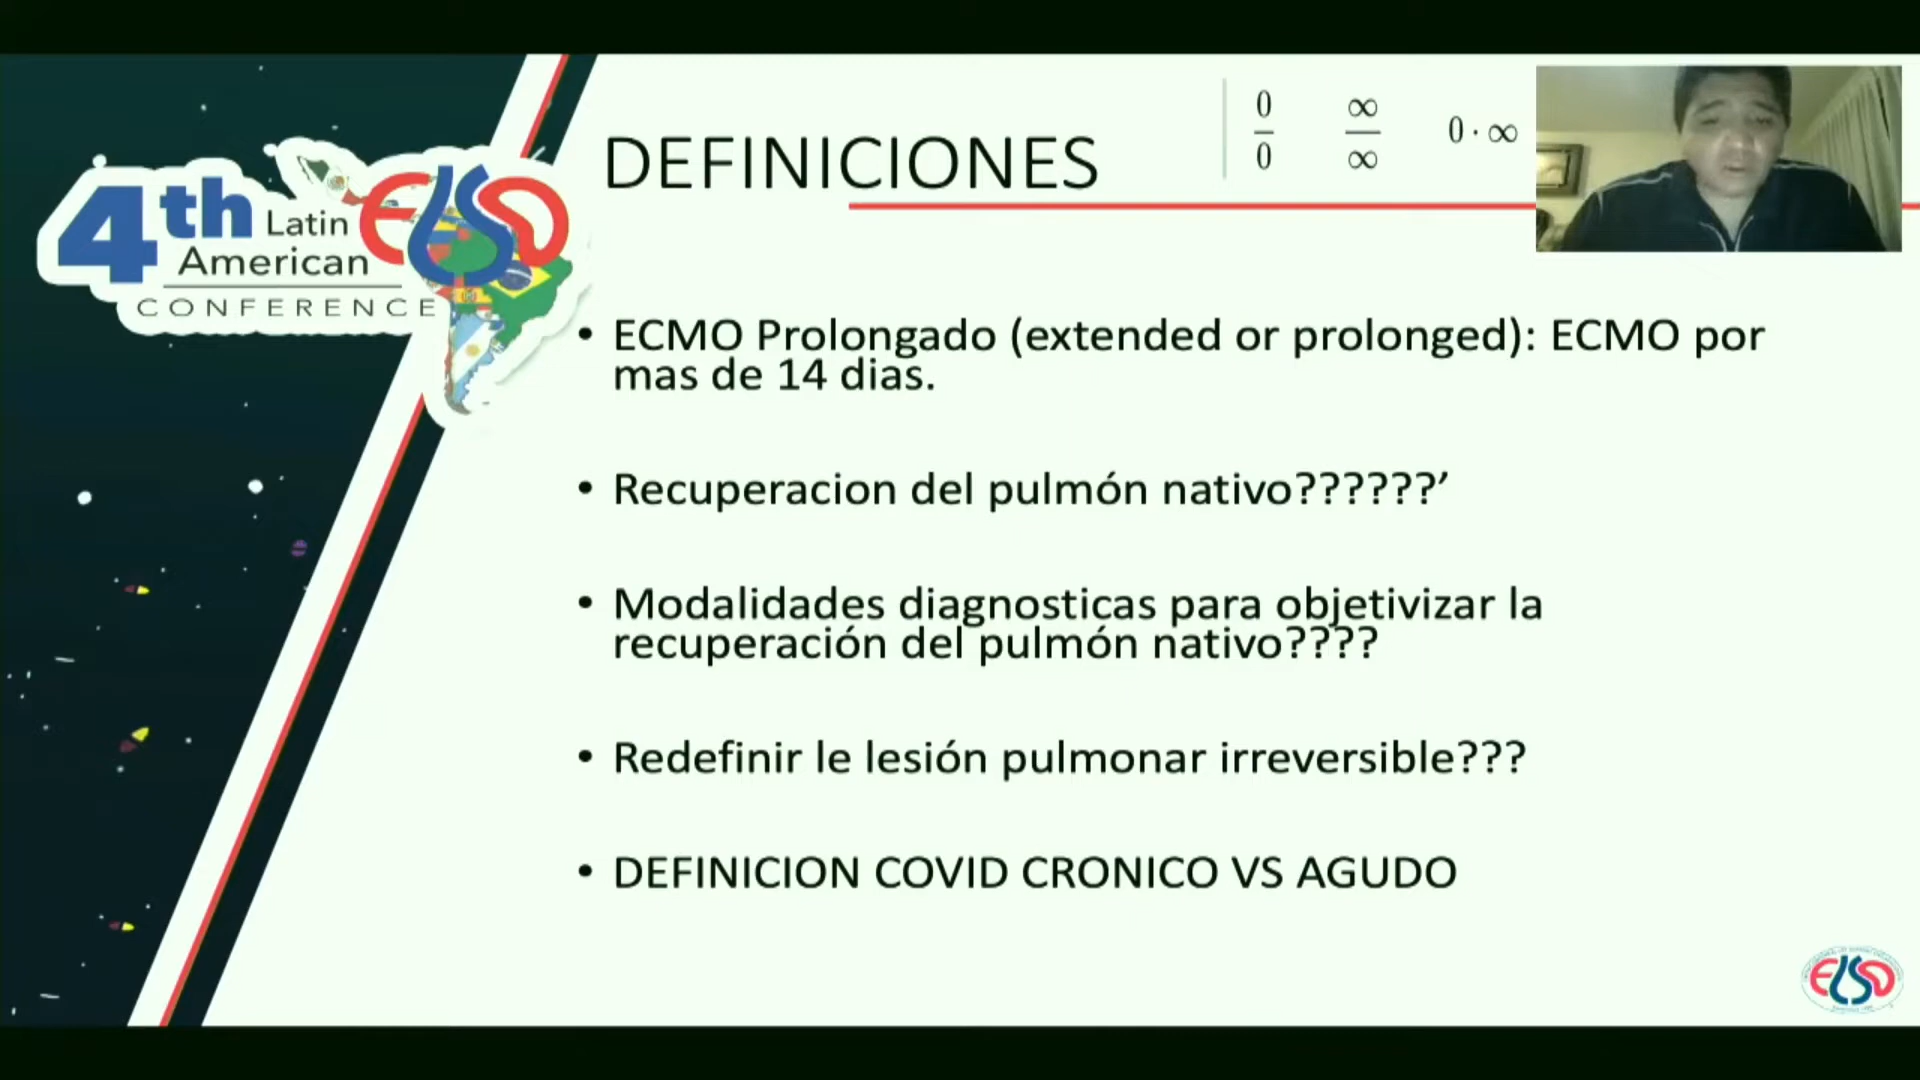 4th Latin
American
CONFERENCE
ELSO
DEFINICIONES
0/0 ∞/∞ 0·∞
• ECMO Prolongado (extended or prolonged): ECMO por
mas de 14 dias.
• Recuperacion del pulmón nativo??????’
• Modalidades diagnosticas para objetivizar la
recuperación del pulmón nativo????
• Redefinir le lesión pulmonar irreversible???
• DEFINICION COVID CRONICO VS AGUDO
ELSO